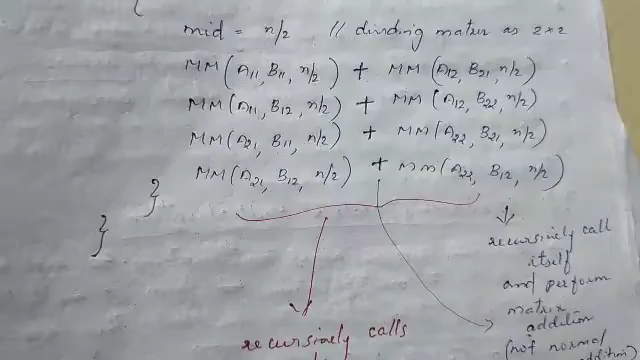 {
mid = n/2 // dividing matrix as 2*2
MM(A11, B11, n/2) + MM(A12, B21, n/2)
MM(A11, B12, n/2) + MM(A12, B22, n/2)
MM(A21, B11, n/2) + MM(A22, B21, n/2)
MM(A21, B12, n/2) + MM(A22, B12, n/2)
}
}
recursively calls
recursively call
itself
and perform
matrix
addition
(not normal
addition)